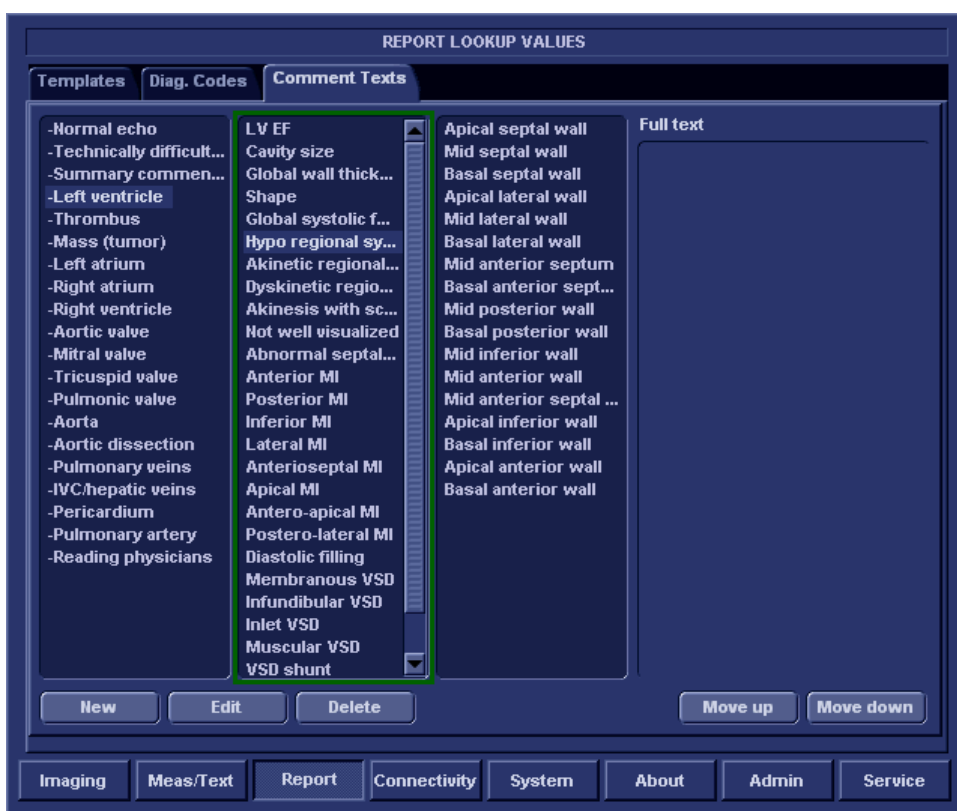 REPORT LOOKUP VALUES
Templates
Diag. Codes
Comment Texts
-Normal echo
-Technically difficult...
-Summary commen...
-Left ventricle
-Thrombus
-Mass (tumor)
-Left atrium
-Right atrium
-Right ventricle
-Aortic valve
-Mitral valve
-Tricuspid valve
-Pulmonic valve
-Aorta
-Aortic dissection
-Pulmonary veins
-IVC/hepatic veins
-Pericardium
-Pulmonary artery
-Reading physicians
LV EF
Cavity size
Global wall thick...
Shape
Global systolic f...
Hypo regional sy...
Akinetic regional...
Dyskinetic regio...
Akinesis with sc...
Not well visualized
Abnormal septal...
Anterior MI
Posterior MI
Inferior MI
Lateral MI
Anterioseptal MI
Apical MI
Antero-apical MI
Postero-lateral MI
Diastolic filling
Membranous VSD
Infundibular VSD
Inlet VSD
Muscular VSD
VSD shunt
Apical septal wall
Mid septal wall
Basal septal wall
Apical lateral wall
Mid lateral wall
Basal lateral wall
Mid anterior septum
Basal anterior sept...
Mid posterior wall
Basal posterior wall
Mid inferior wall
Mid anterior wall
Mid anterior septal ...
Apical inferior wall
Basal inferior wall
Apical anterior wall
Basal anterior wall
Full text
New
Edit
Delete
Move up
Move down
Imaging
Meas/Text
Report
Connectivity
System
About
Admin
Service